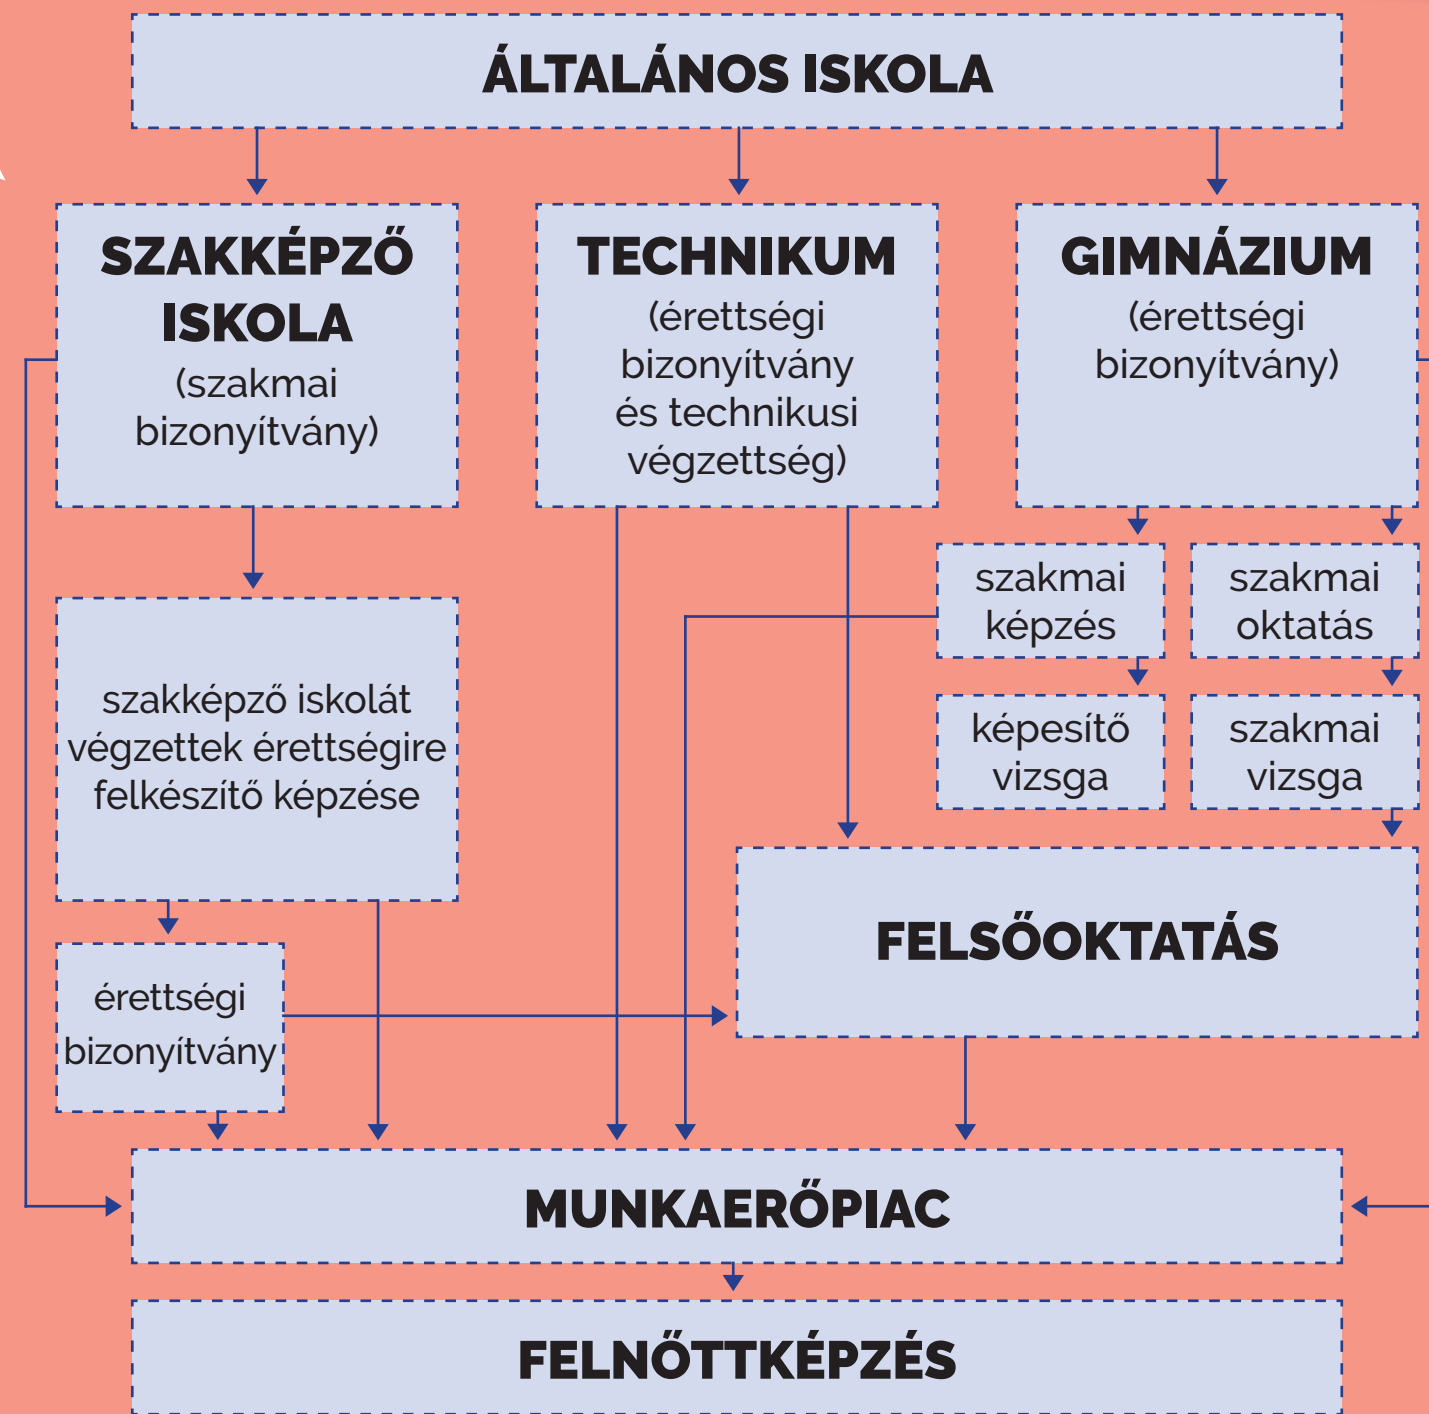 ÁLTALÁNOS ISKOLA
SZAKKÉPZŐ
ISKOLA
(szakmai
bizonyítvány)
TECHNIKUM
(érettségi
bizonyítvány
és technikusi
végzettség)
GIMNÁZIUM
(érettségi
bizonyítvány)
szakmai
képzés
szakmai
oktatás
szakképző iskolát
végzettek érettségire
felkészítő képzése
képesítő
vizsga
szakmai
vizsga
FELSŐOKTATÁS
érettségi
bizonyítvány
MUNKAERŐPIAC
FELNŐTTKÉPZÉS